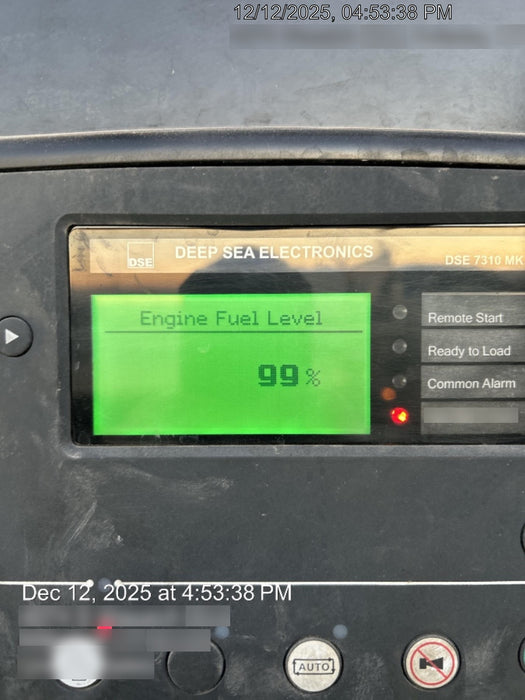 12/12/2025, 04:53:38 PM
DSE
DEEP SEA ELECTRONICS
DSE 7310 MK
Engine Fuel Level
99 %
Remote Start
Ready to Load
Common Alarm
Dec 12, 2025 at 4:53:38 PM
AUTO